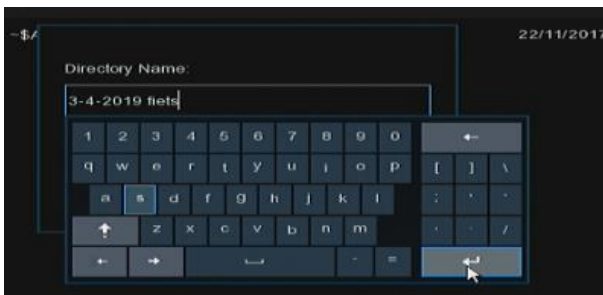 ~$A
22/11/2017
Directory Name:
3-4-2019 fiets
1 2 3 4 5 6 7 8 9 0
q w e r t y u i o p [ ] \
a s d f g h j k l ;
z x c v b n m /
- =